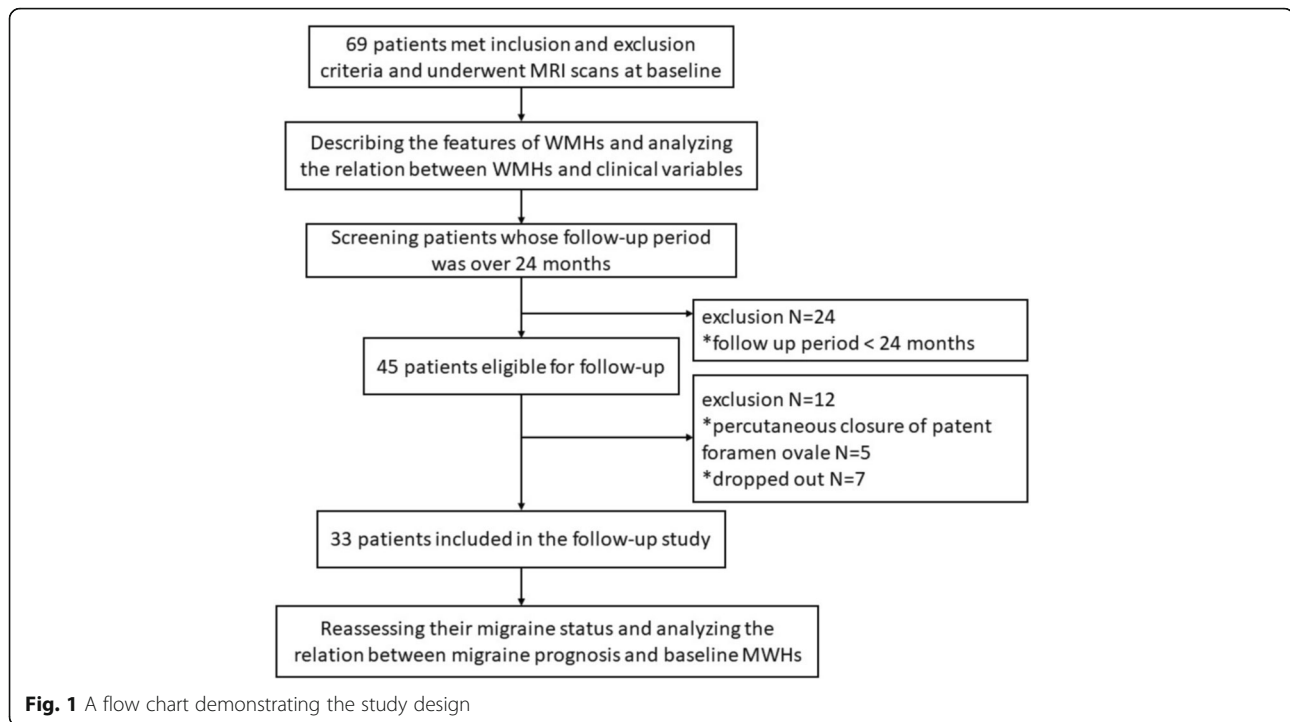 69 patients met inclusion and exclusion
criteria and underwent MRI scans at baseline
Describing the features of WMHs and analyzing
the relation between WMHs and clinical variables
Screening patients whose follow-up period
was over 24 months
exclusion N=24
*follow up period < 24 months
45 patients eligible for follow-up
exclusion N=12
*percutaneous closure of patent
foramen ovale N=5
*dropped out N=7
33 patients included in the follow-up study
Reassessing their migraine status and analyzing the
relation between migraine prognosis and baseline MWHs
Fig. 1 A flow chart demonstrating the study design